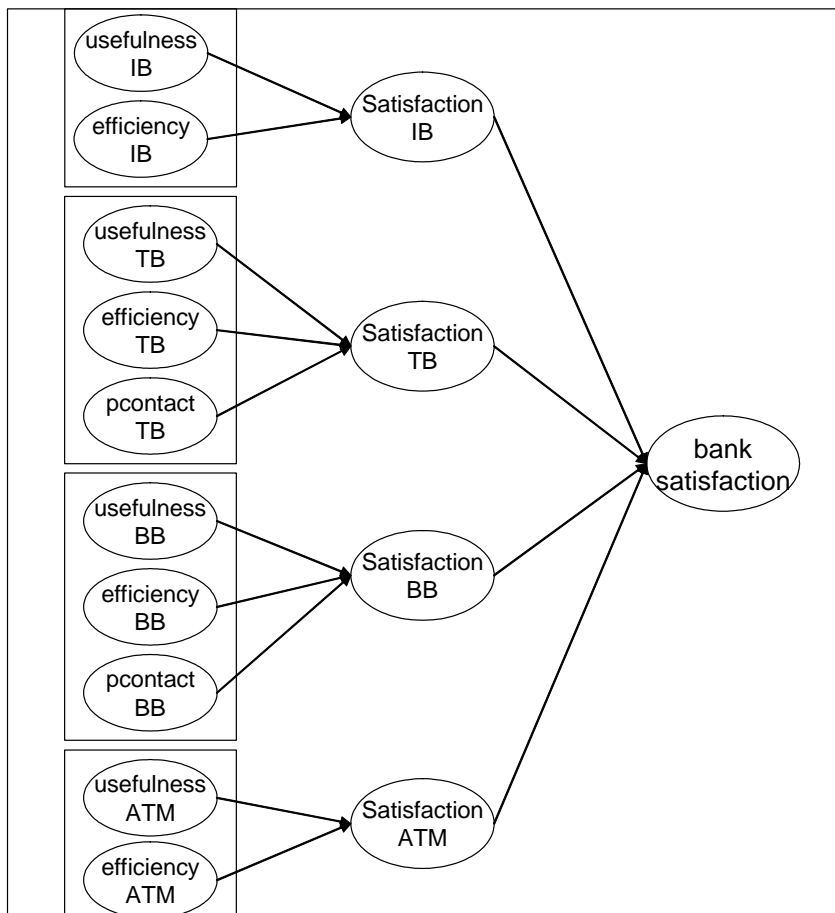 usefulness
IB
efficiency
IB
Satisfaction
IB
usefulness
TB
efficiency
TB
pcontact
TB
Satisfaction
TB
bank
satisfaction
usefulness
BB
efficiency
BB
pcontact
BB
Satisfaction
BB
usefulness
ATM
efficiency
ATM
Satisfaction
ATM